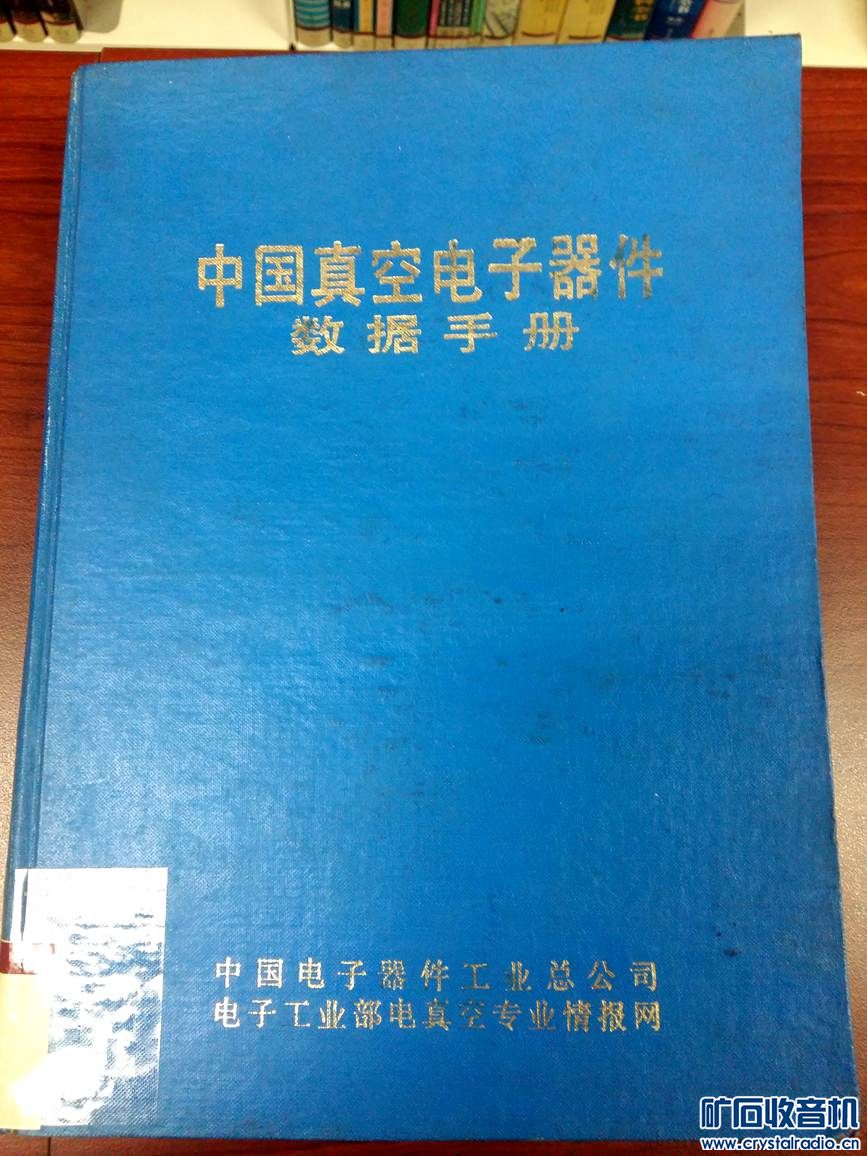 中国真空电子器件
数据手册
中国电子器件工业总公司
电子工业部电真空专业情报网
矿石收音机
www.crystalradio.cn